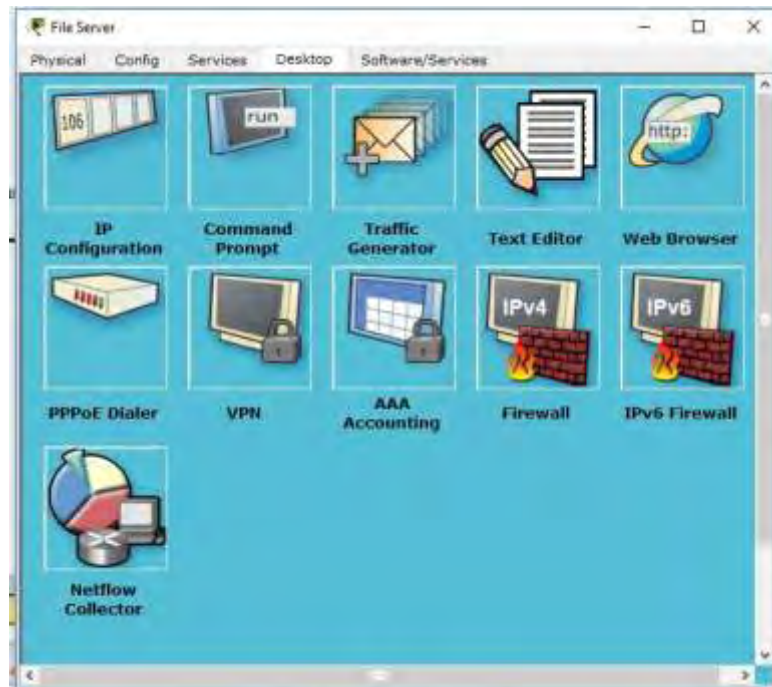 File Server
Physical Config Services Desktop Software/Services
106
run
http:
IP Configuration
Command Prompt
Traffic Generator
Text Editor
Web Browser
IPv4
IPv6
PPPoE Dialer
VPN
AAA Accounting
Firewall
IPv6 Firewall
Netflow Collector